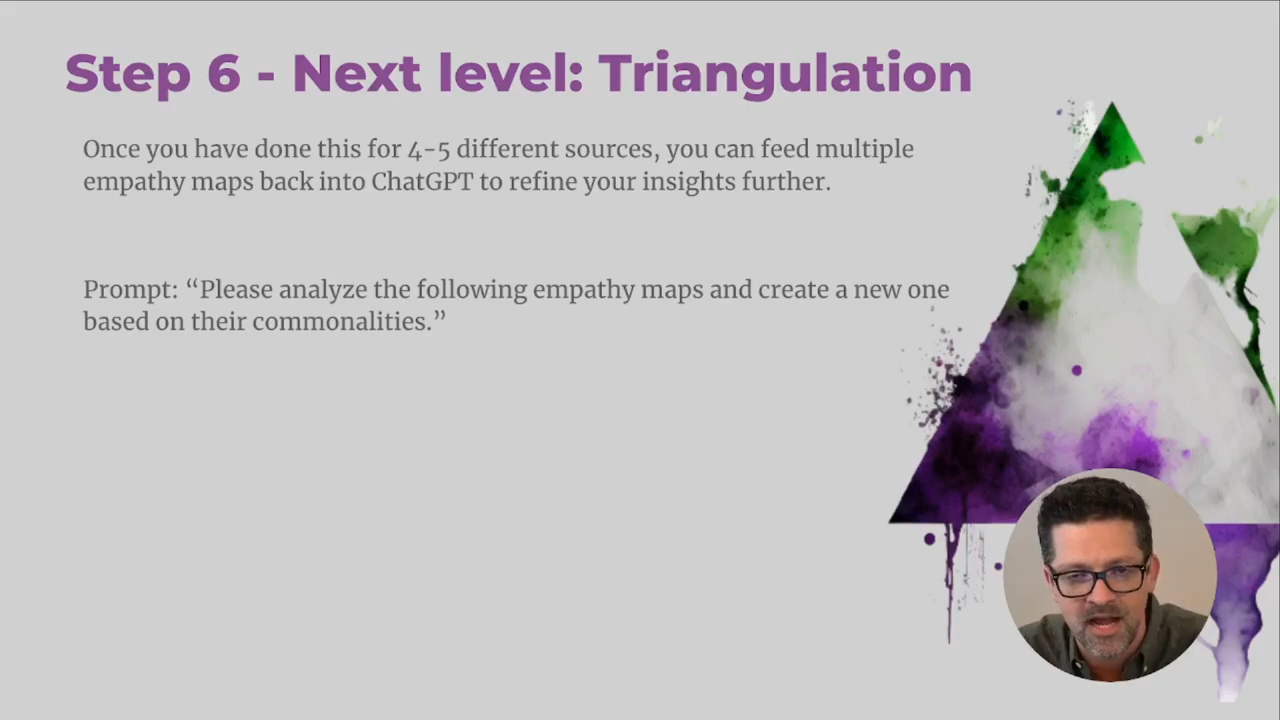 Step 6 - Next level: Triangulation
Once you have done this for 4-5 different sources, you can feed multiple
empathy maps back into ChatGPT to refine your insights further.
Prompt: “Please analyze the following empathy maps and create a new one
based on their commonalities.”